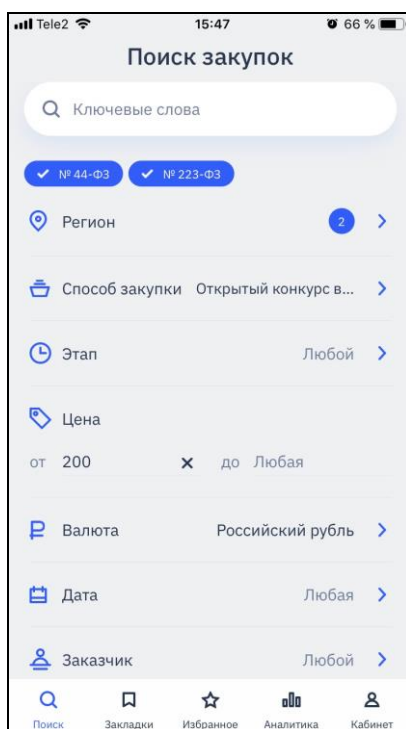 Tele2 15:47 66 %
Поиск закупок
Ключевые слова
№ 44-ФЗ № 223-ФЗ
Регион 2
Способ закупки Открытый конкурс в...
Этап Любой
Цена
от 200 до Любая
Валюта Российский рубль
Дата Любая
Заказчик Любой
Поиск Закладки Избранное Аналитика Кабинет